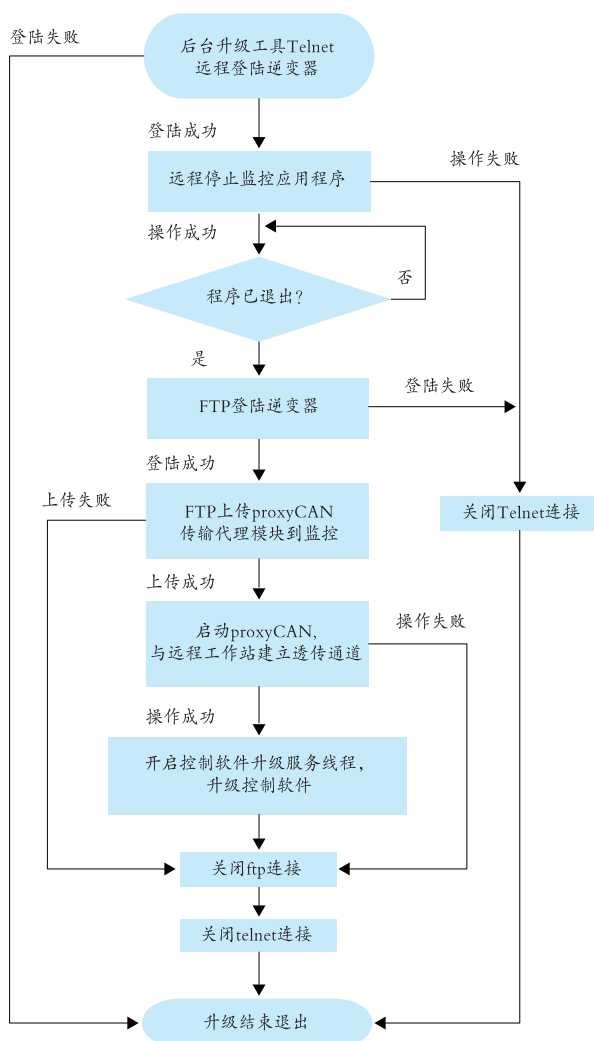 登陆失败
后台升级工具Telnet
远程登陆逆变器
登陆成功
操作失败
远程停止监控应用程序
操作成功
否
程序已退出?
是
登陆失败
FTP登陆逆变器
登陆成功
上传失败
FTP上传proxyCAN
传输代理模块到监控
关闭Telnet连接
上传成功
操作失败
启动proxyCAN,
与远程工作站建立透传通道
操作成功
开启控制软件升级服务线程,
升级控制软件
关闭ftp连接
关闭telnet连接
升级结束退出